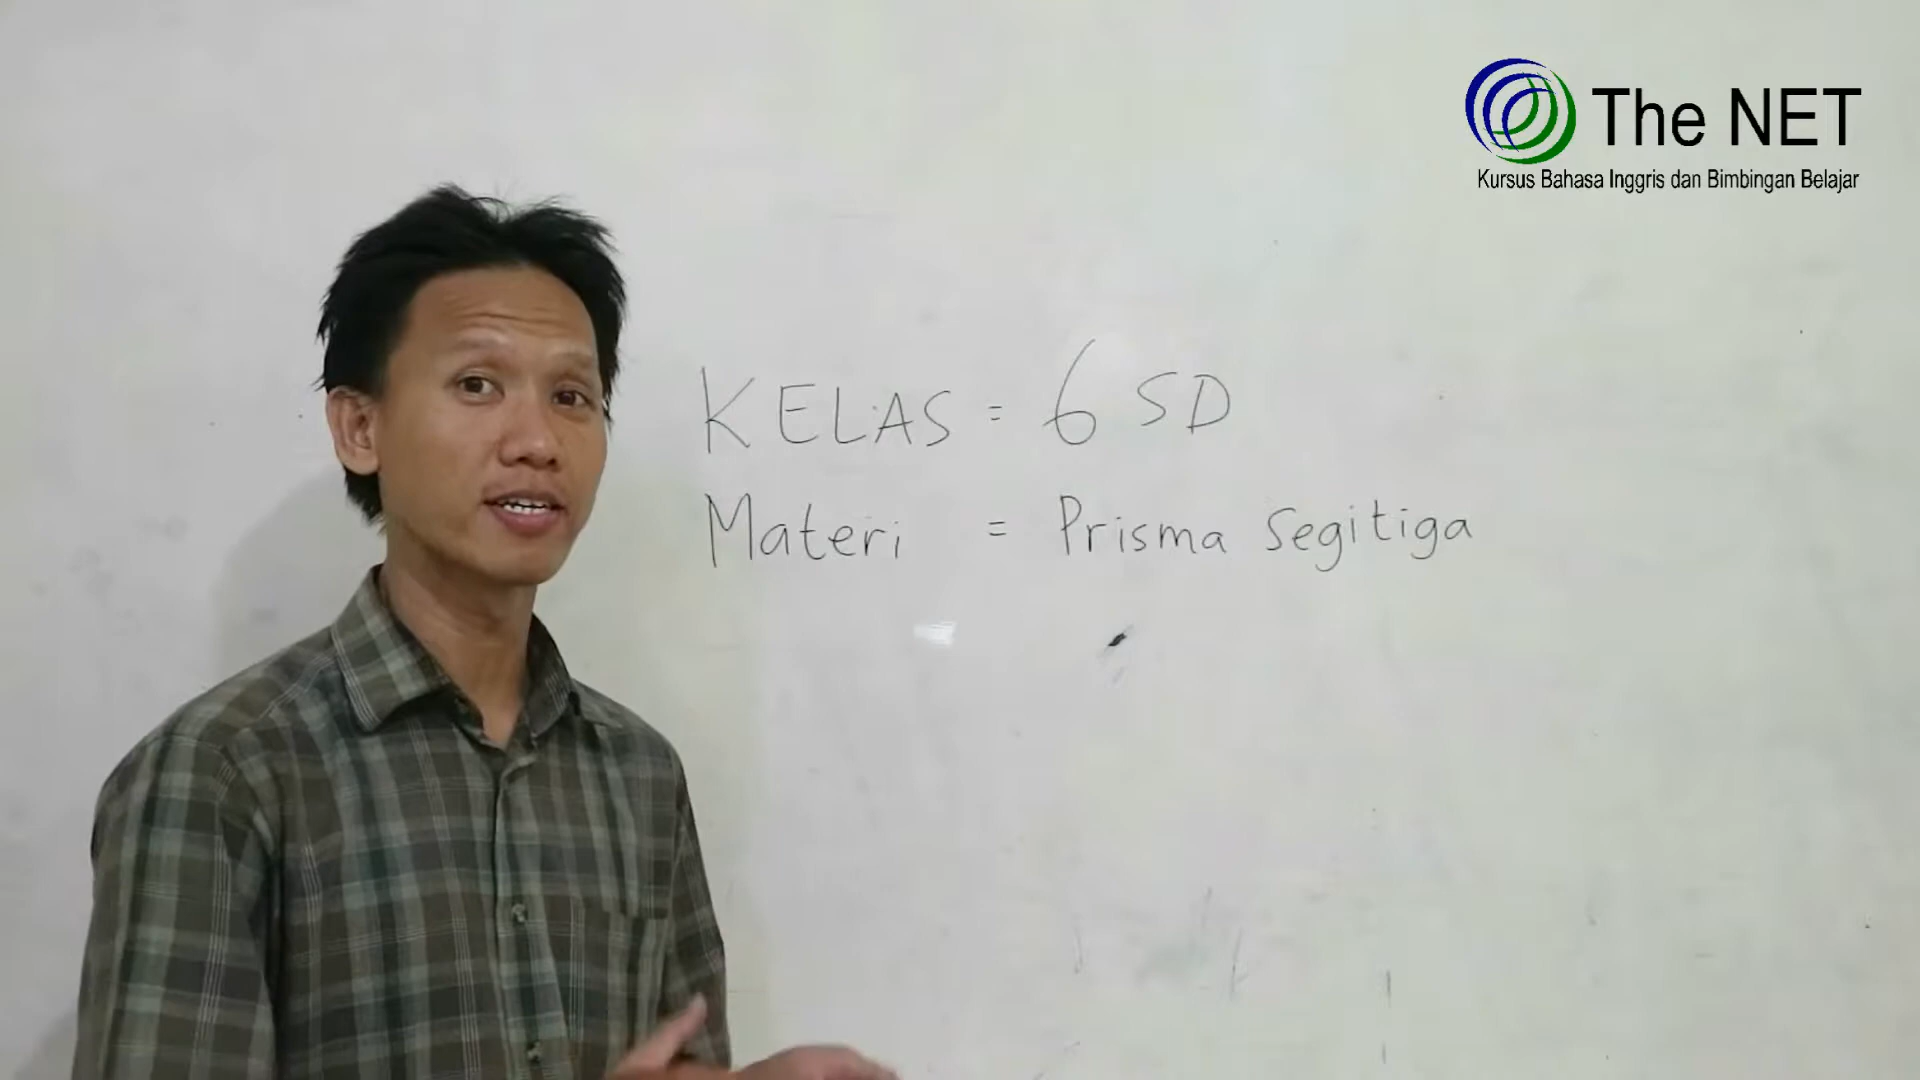 The NET
Kursus Bahasa Inggris dan Bimbingan Belajar
KELAS = 6 SD
Materi = Prisma Segitiga